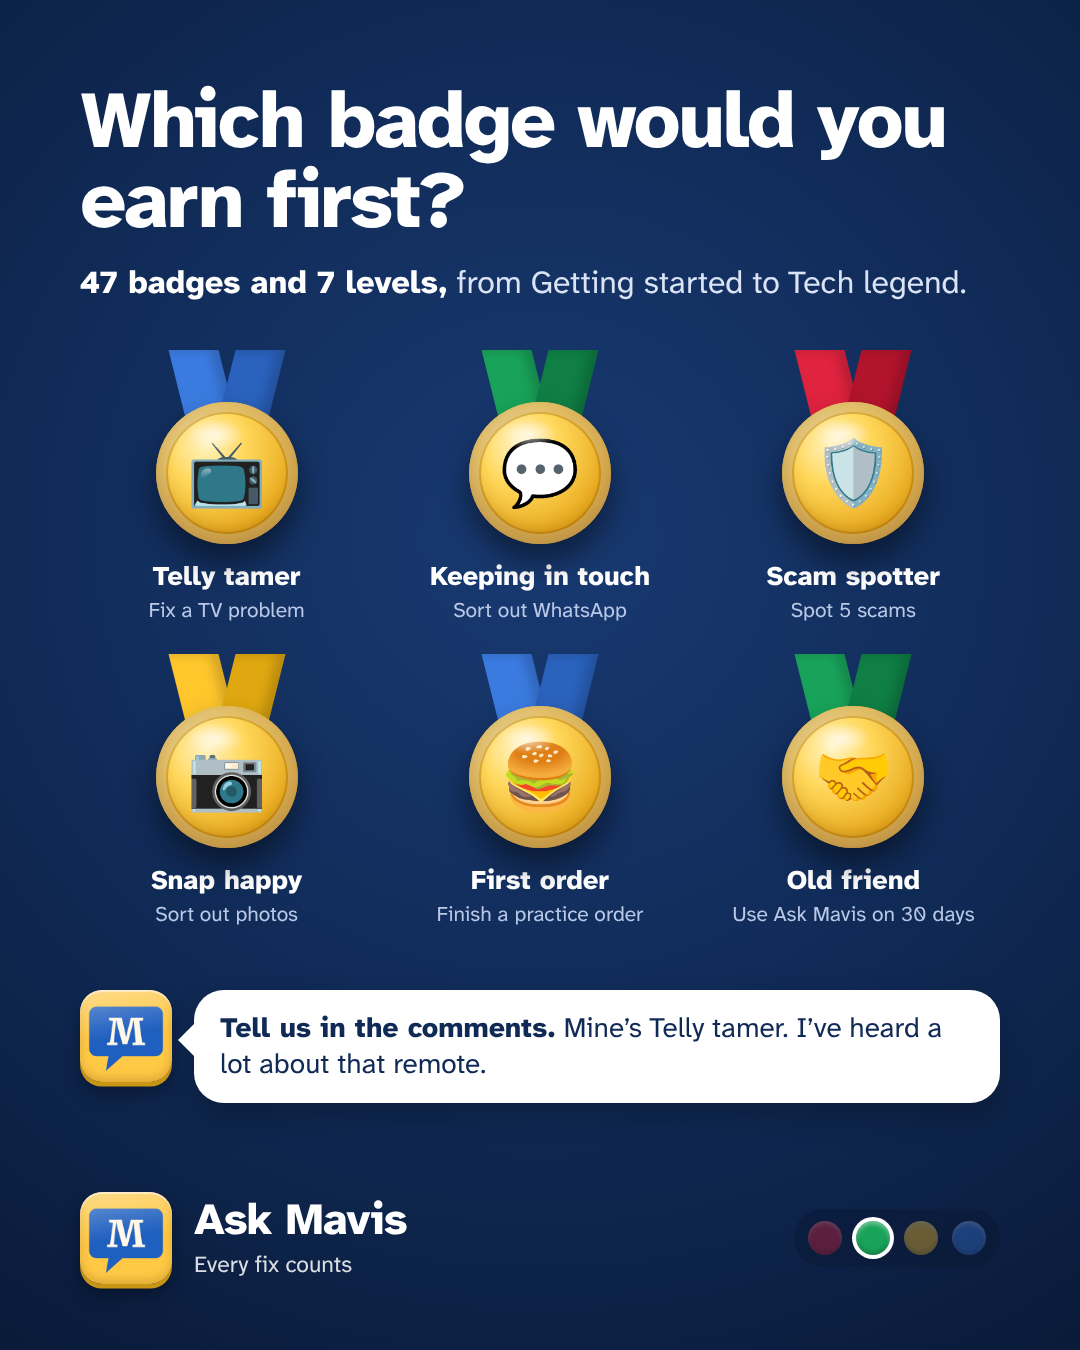 Which badge would you
earn first?
47 badges and 7 levels, from Getting started to Tech legend.
Telly tamer
Fix a TV problem
Keeping in touch
Sort out WhatsApp
Scam spotter
Spot 5 scams
Snap happy
Sort out photos
First order
Finish a practice order
Old friend
Use Ask Mavis on 30 days
M
Tell us in the comments. Mine’s Telly tamer. I’ve heard a
lot about that remote.
M
Ask Mavis
Every fix counts